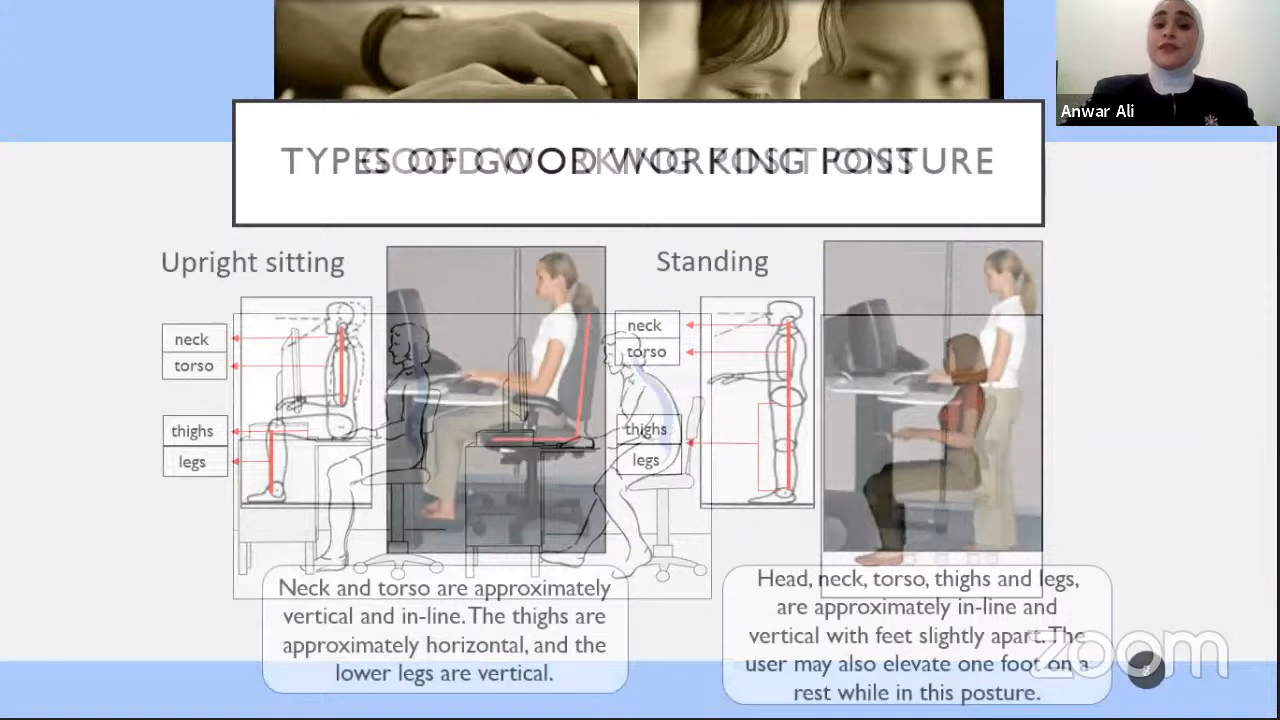 Anwar Ali
TYPES OF GOOD WORKING POSTURE
GOOD WORKING POSITIONS
Upright sitting
Standing
neck
torso
thighs
legs
neck
torso
thighs
legs
Neck and torso are approximately
vertical and in-line. The thighs are
approximately horizontal, and the
lower legs are vertical.
Head, neck, torso, thighs and legs,
are approximately in-line and
vertical with feet slightly apart. The
user may also elevate one foot on a
rest while in this posture.
zoom